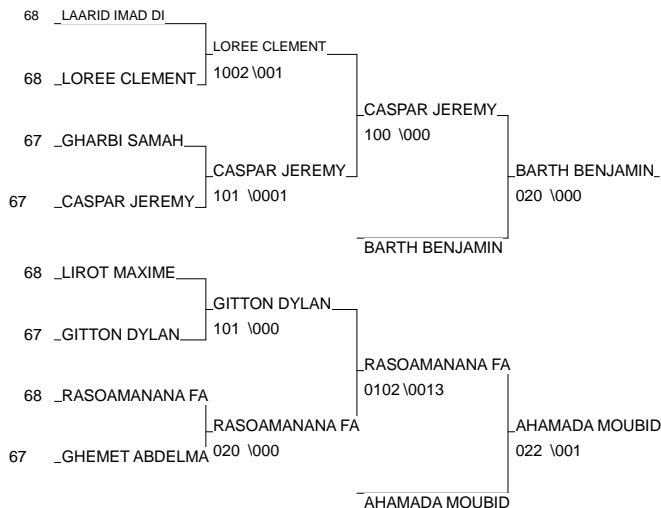 68 LAARID IMAD DI
LOREE CLEMENT
1002 \001
68 LOREE CLEMENT
CASPAR JEREMY
100 \000
67 GHARBI SAMAH
CASPAR JEREMY
101 \0001
67 CASPAR JEREMY
BARTH BENJAMIN
020 \000
BARTH BENJAMIN
68 LIROT MAXIME
GITTON DYLAN
101 \000
67 GITTON DYLAN
RASOAMANANA FA
0102 \0013
68 RASOAMANANA FA
RASOAMANANA FA
020 \000
67 GHEMET ABDELMA
AHAMADA MOUBID
022 \001
AHAMADA MOUBID